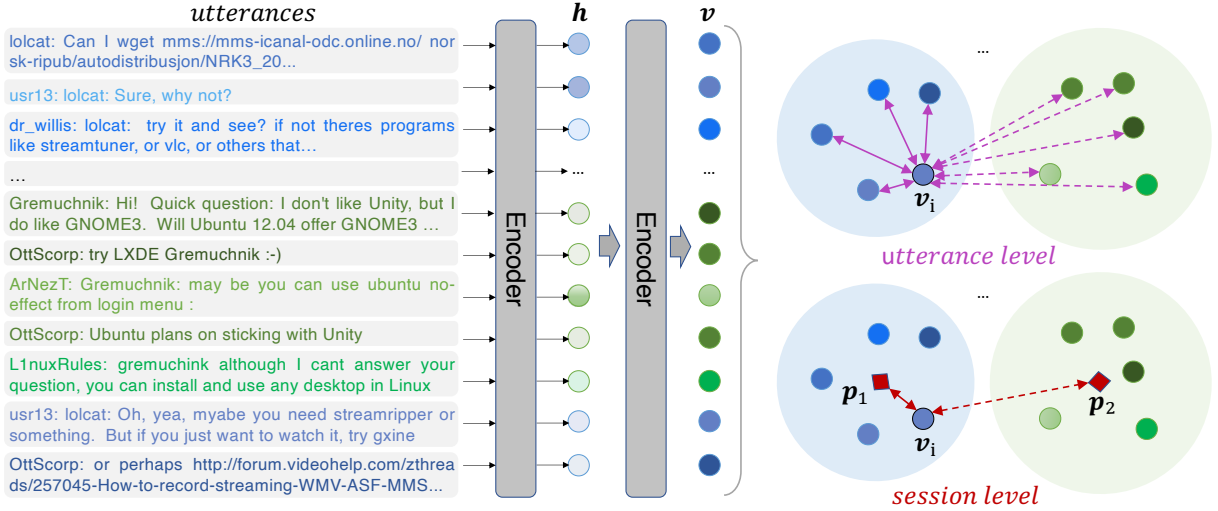 utterances
h
v
lolcat: Can I wget mms://mms-icanal-odc.online.no/ nor
sk-ripub/autodistribusjon/NRK3_20...
usr13: lolcat: Sure, why not?
dr_willis: lolcat: try it and see? if not theres programs
like streamtuner, or vlc, or others that…
...
Gremuchnik: Hi! Quick question: I don't like Unity, but I
do like GNOME3. Will Ubuntu 12.04 offer GNOME3 ...
OttScorp: try LXDE Gremuchnik :-)
ArNezT: Gremuchnik: may be you can use ubuntu no-
effect from login menu :
OttScorp: Ubuntu plans on sticking with Unity
L1nuxRules: gremuchink although I cant answer your
question, you can install and use any desktop in Linux
usr13: lolcat: Oh, yea, myabe you need streamripper or
something. But if you just want to watch it, try gxine
OttScorp: or perhaps http://forum.videohelp.com/zthrea
ds/257045-How-to-record-streaming-WMV-ASF-MMS...
Encoder
...
Encoder
...
...
vi
utterance level
...
p1
vi
p2
session level